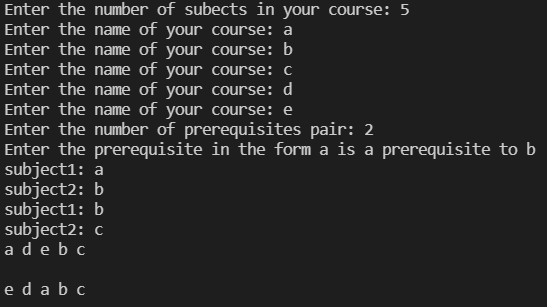 Enter the number of subects in your course: 5
Enter the name of your course: a
Enter the name of your course: b
Enter the name of your course: c
Enter the name of your course: d
Enter the name of your course: e
Enter the number of prerequisites pair: 2
Enter the prerequisite in the form a is a prerequisite to b
subject1: a
subject2: b
subject1: b
subject2: c
a d e b c
e d a b c